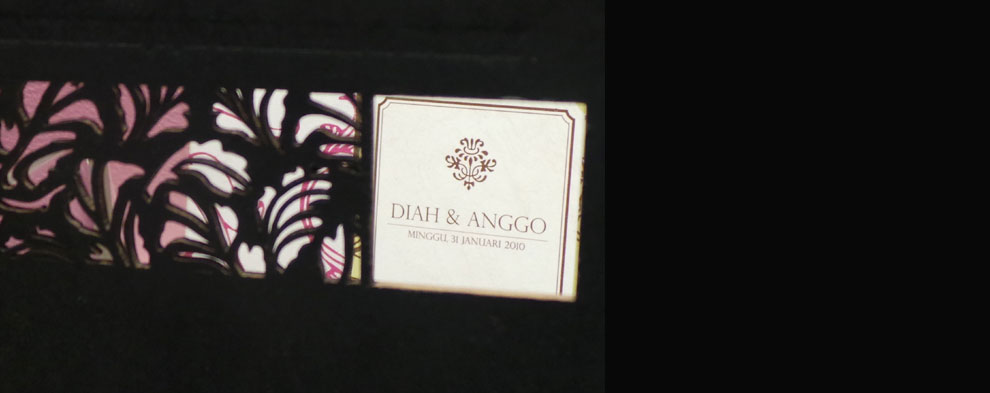 DIAH & ANGGO
MINGGU, 31 JANUARI 2010